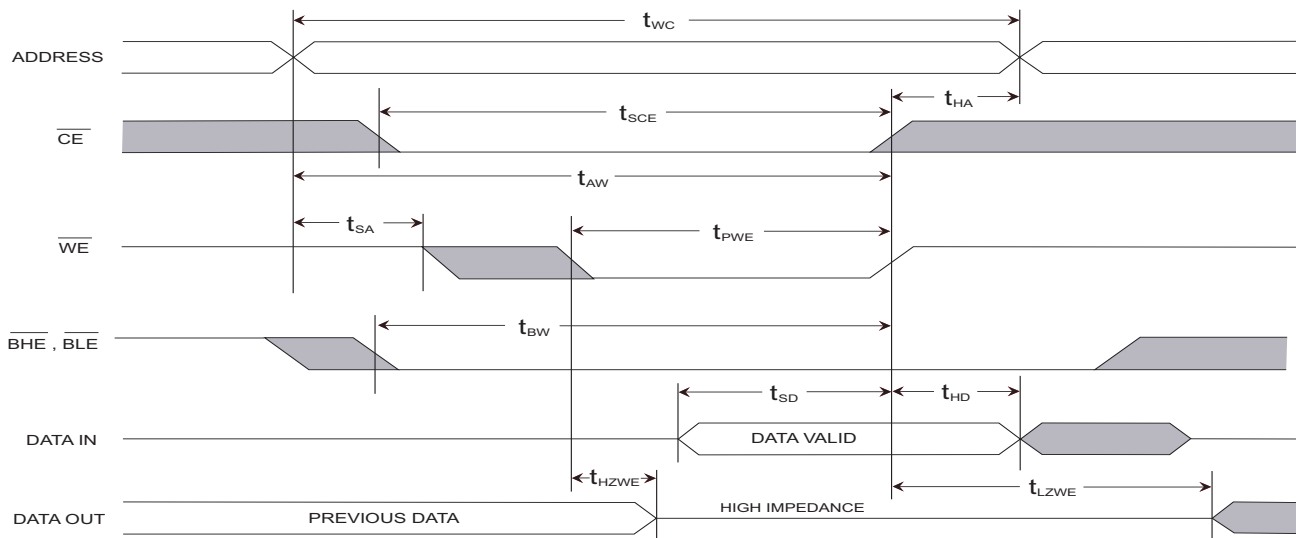 tWC
ADDRESS
tHA
tSCE
CE
tAW
tSA
tPWE
WE
tBW
BHE , BLE
tSD
tHD
DATA IN
DATA VALID
tHZWE
tLZWE
DATA OUT
PREVIOUS DATA
HIGH IMPEDANCE